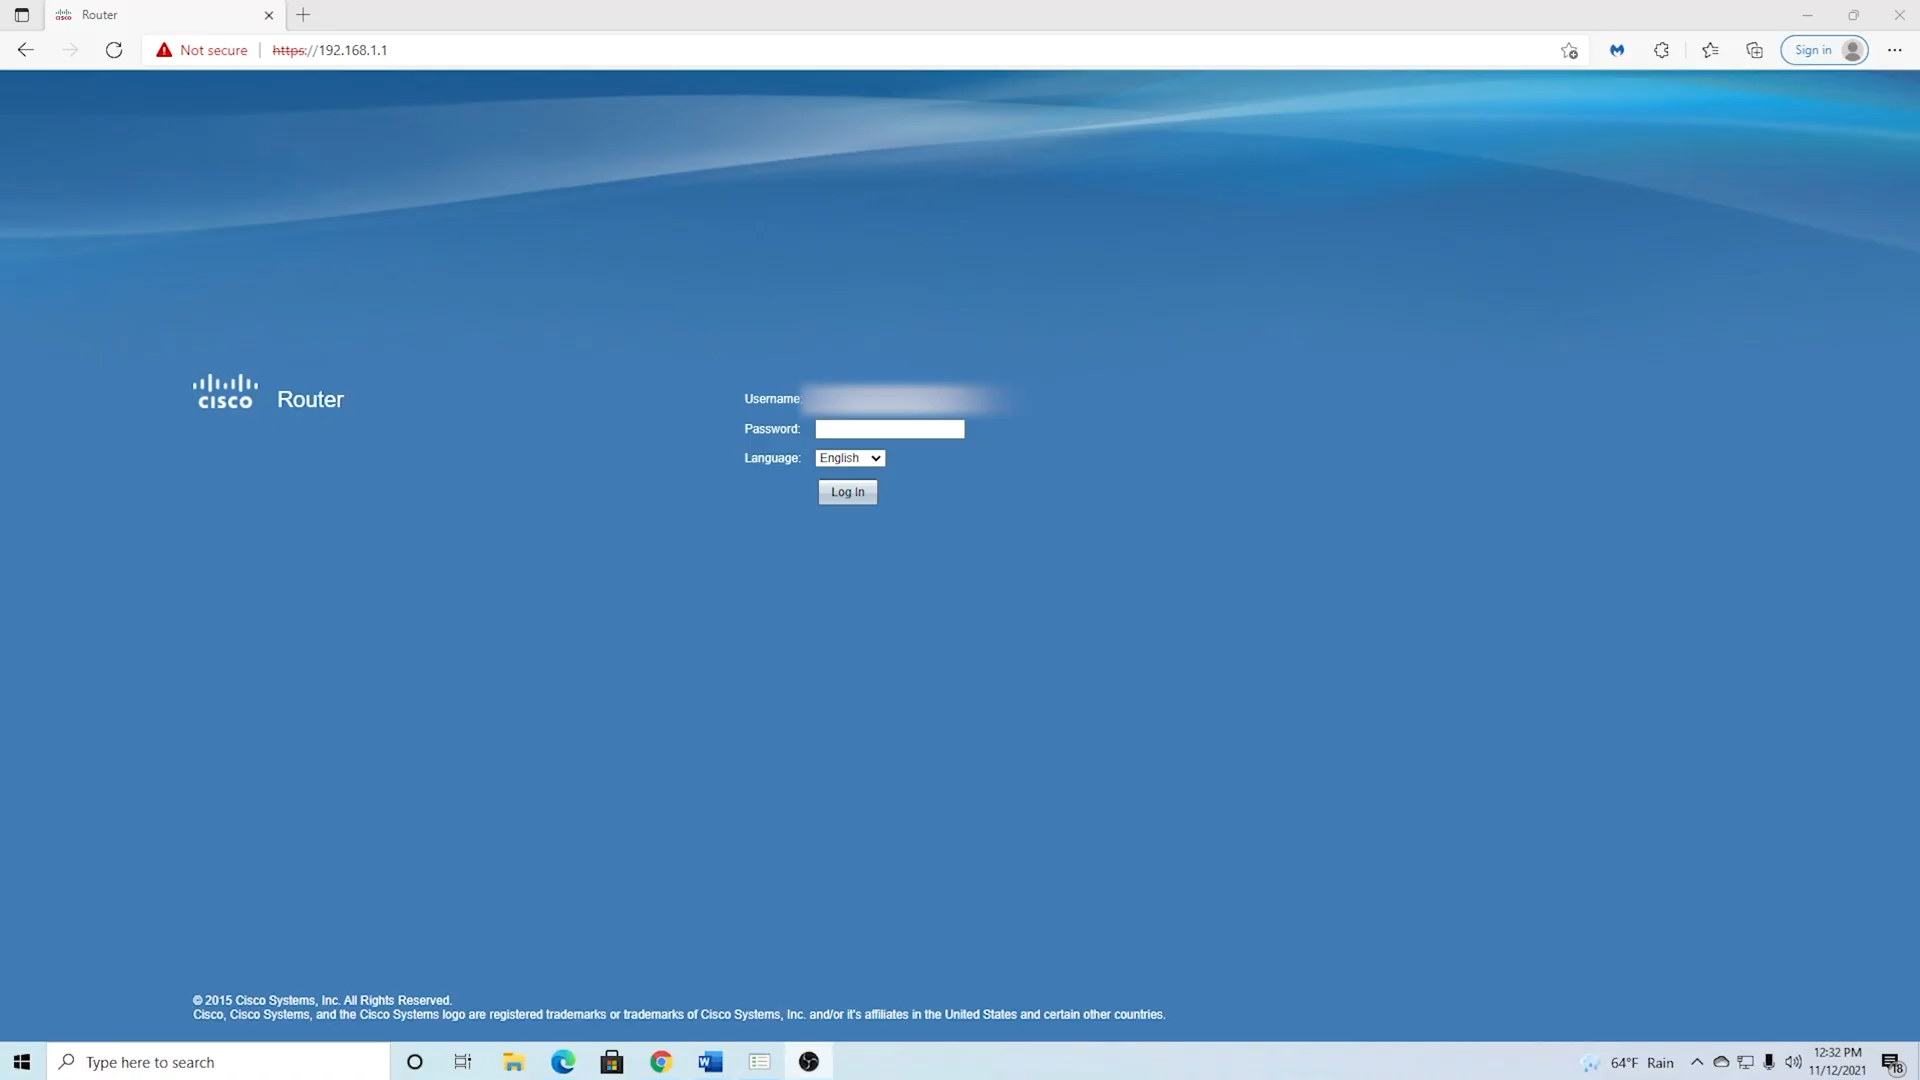 Router
Not secure | https://192.168.1.1
Sign in
CISCO
Router
Username:
Password:
Language: English
Log In
© 2015 Cisco Systems, Inc. All Rights Reserved.
Cisco, Cisco Systems, and the Cisco Systems logo are registered trademarks or trademarks of Cisco Systems, Inc. and/or it's affiliates in the United States and certain other countries.
Type here to search
64°F Rain
12:32 PM
11/12/2021
18